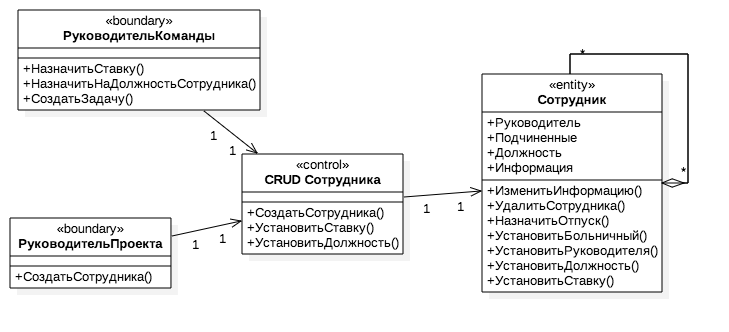 «boundary»
РуководительКоманды
+НазначитьСтавку()
+НазначитьНаДолжностьСотрудника()
+СоздатьЗадачу()
1
1
«boundary»
РуководительПроекта
+СоздатьСотрудника()
1
1
«control»
CRUD Сотрудника
+СоздатьСотрудника()
+УстановитьСтавку()
+УстановитьДолжность()
1
1
«entity»
Сотрудник
+Руководитель
+Подчиненные
+Должность
+Информация
+ИзменитьИнформацию()
+УдалитьСотрудника()
+НазначитьОтпуск()
+УстановитьБольничный()
+УстановитьРуководителя()
+УстановитьДолжность()
+УстановитьСтавку()
*
*